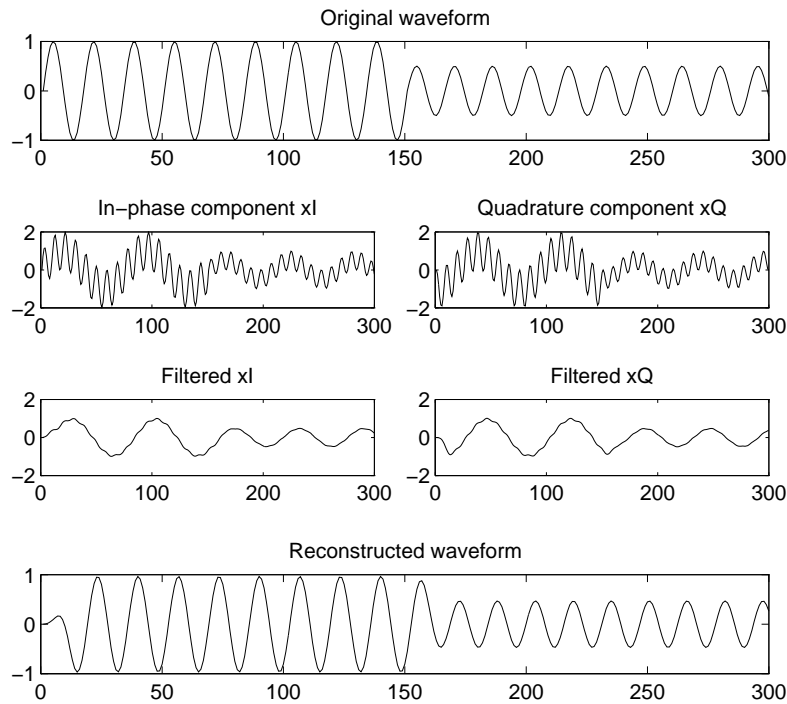 Original waveform
1
0
−1
0 50 100 150 200 250 300
In−phase component xI Quadrature component xQ
2 2
0 0
−2 −2
0 100 200 300 0 100 200 300
Filtered xI Filtered xQ
2 2
0 0
−2 −2
0 100 200 300 0 100 200 300
Reconstructed waveform
1
0
−1
0 50 100 150 200 250 300